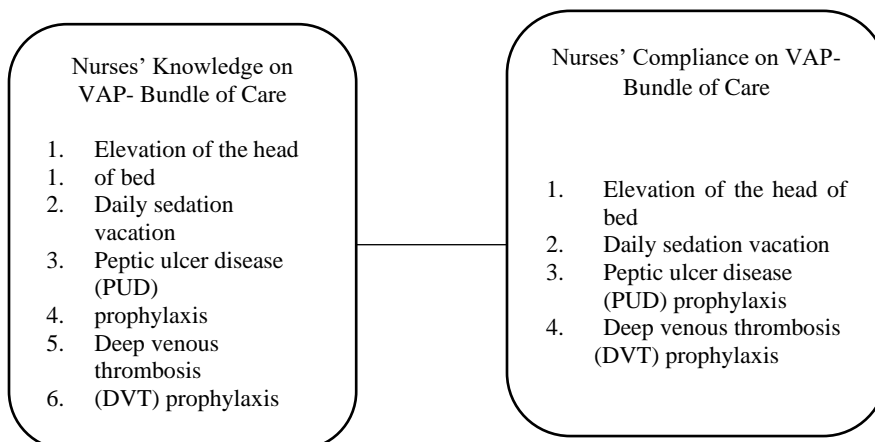 Nurses' Knowledge on
VAP- Bundle of Care
1. Elevation of the head
1. of bed
2. Daily sedation
vacation
3. Peptic ulcer disease
(PUD)
4. prophylaxis
5. Deep venous
thrombosis
6. (DVT) prophylaxis
Nurses' Compliance on VAP-
Bundle of Care
1. Elevation of the head of
bed
2. Daily sedation vacation
3. Peptic ulcer disease
(PUD) prophylaxis
4. Deep venous thrombosis
(DVT) prophylaxis